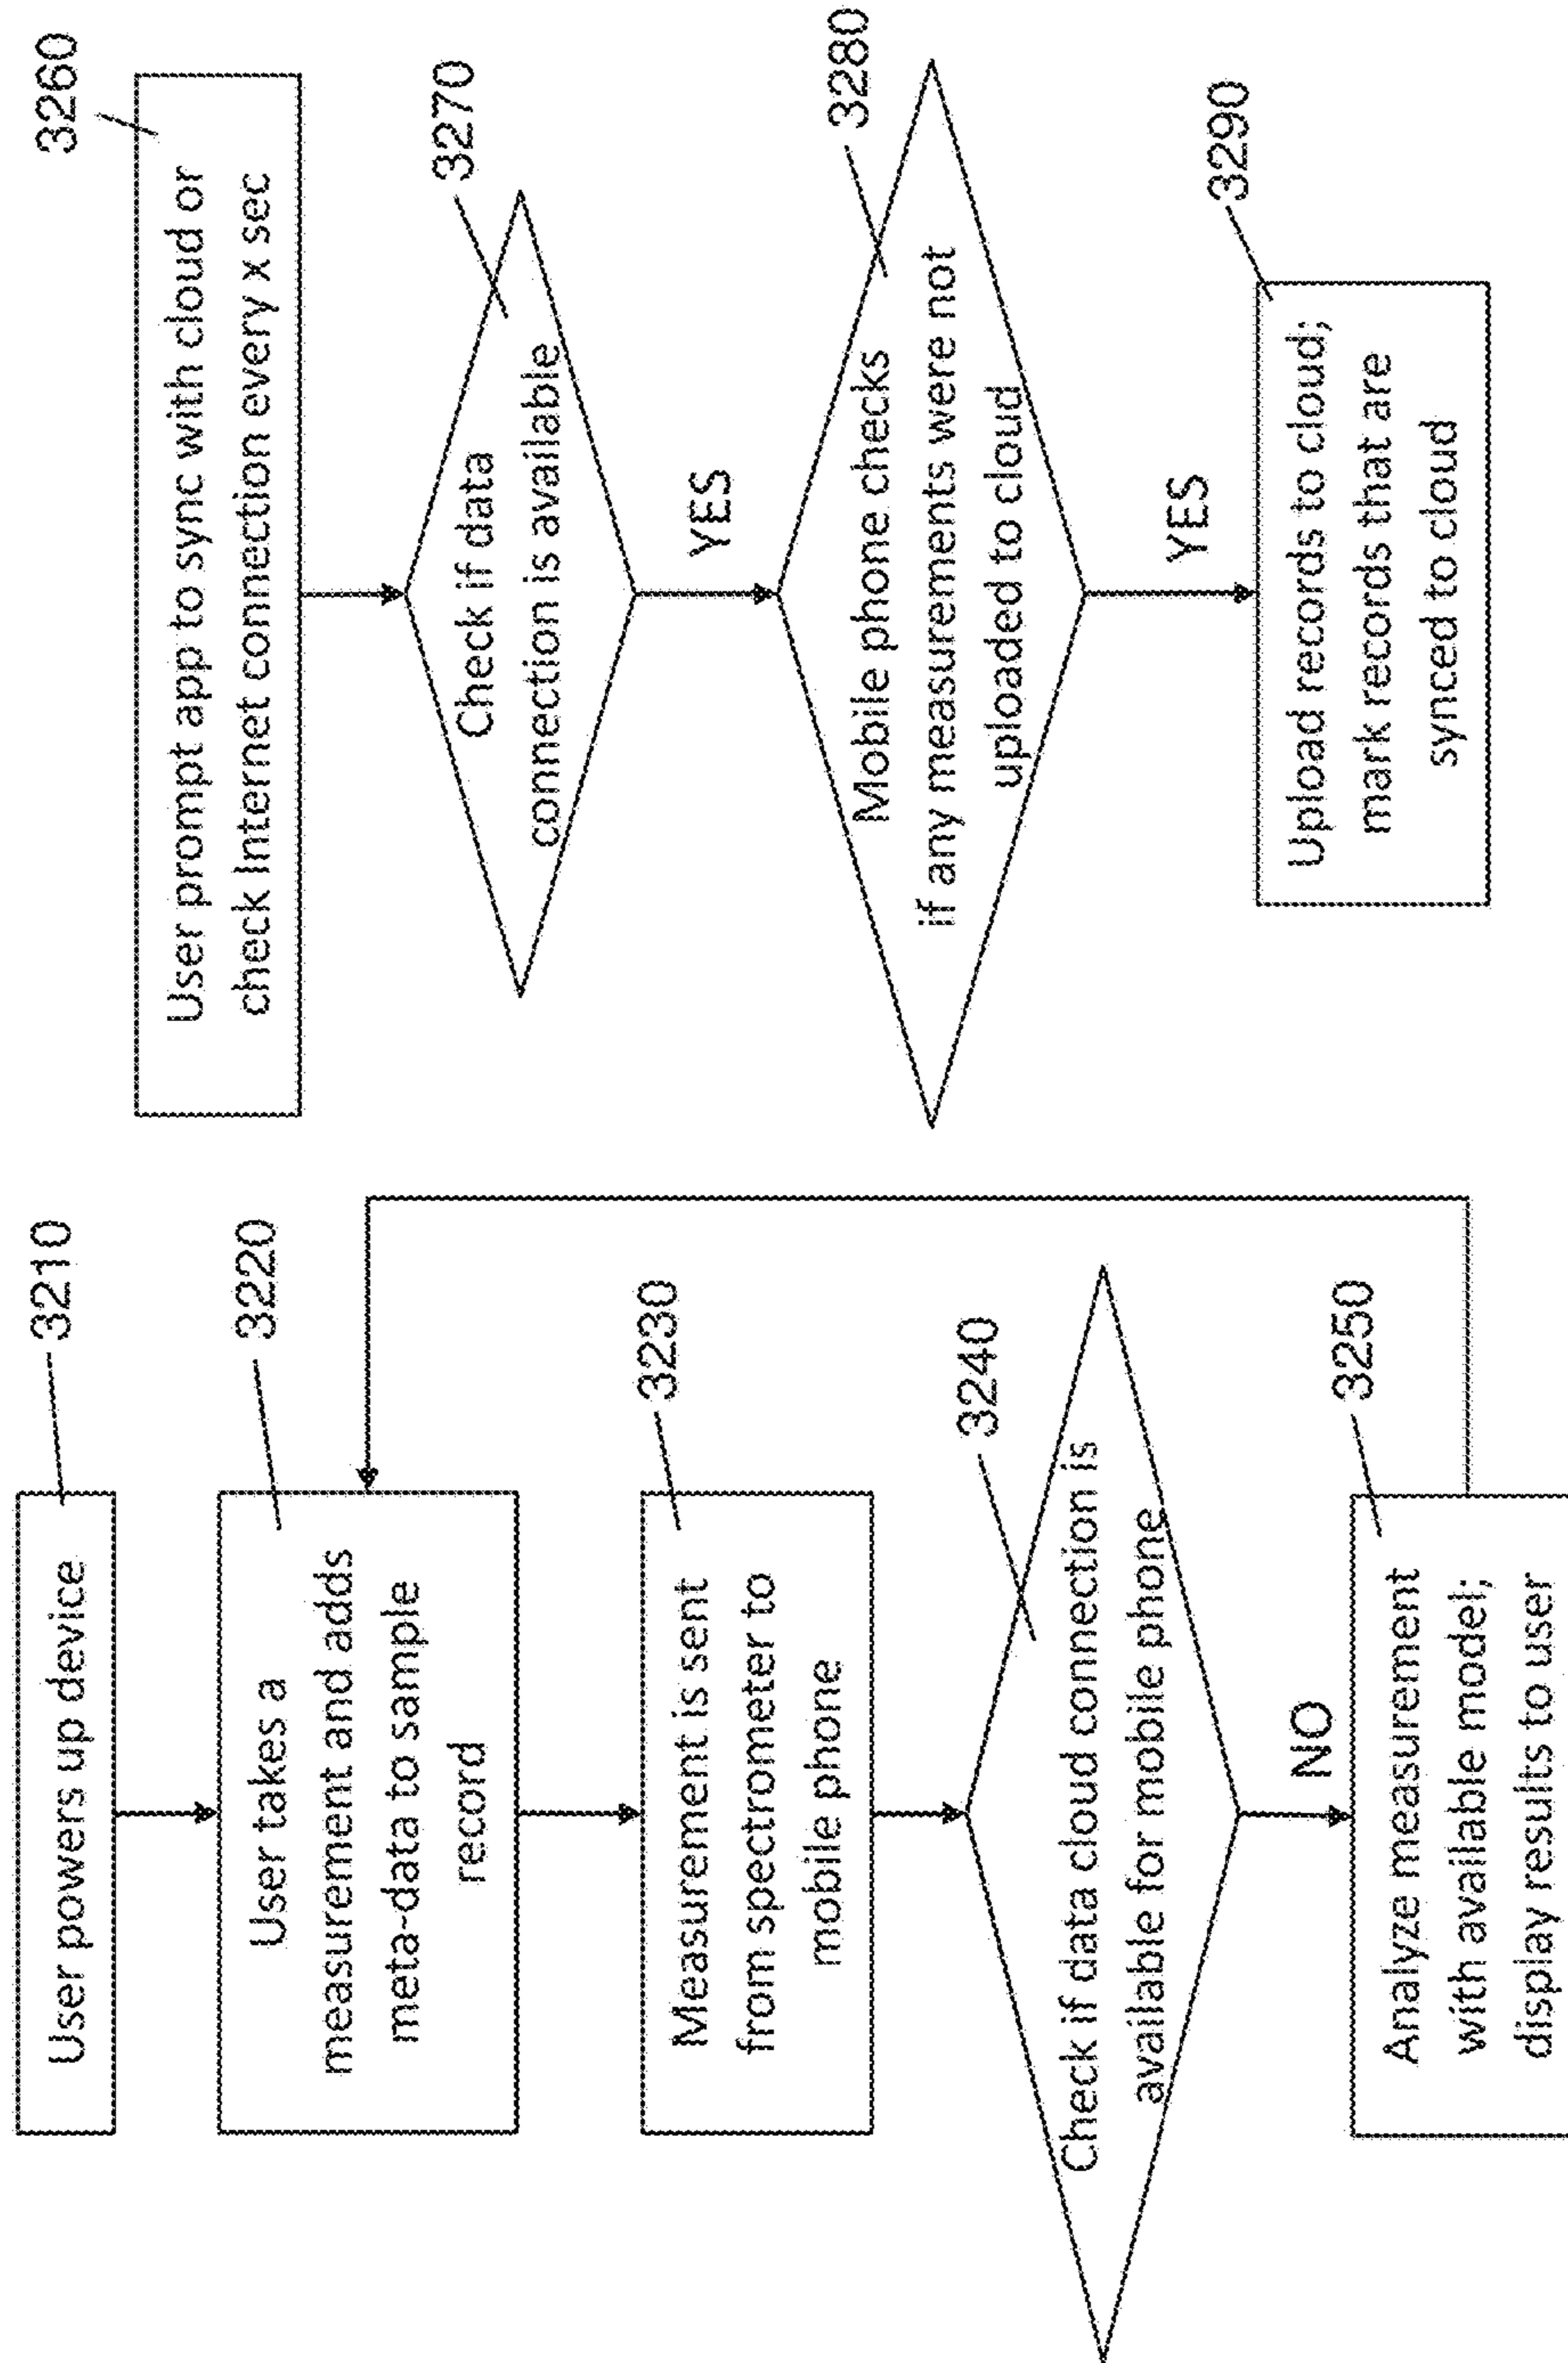 3210
User powers up device
3220
User takes a
measurement and adds
meta-data to sample
record
3230
Measurement is sent
from spectrometer to
mobile phone
3240
Check if data cloud connection is
available for mobile phone
NO
3250
Analyze measurement
with available model;
display results to user
3260
User prompt app to sync with cloud or
check Internet connection every x sec
3270
Check if data
connection is available
YES
3280
Mobile phone checks
if any measurements were not
uploaded to cloud
YES
3290
Upload records to cloud;
mark records that are
synced to cloud